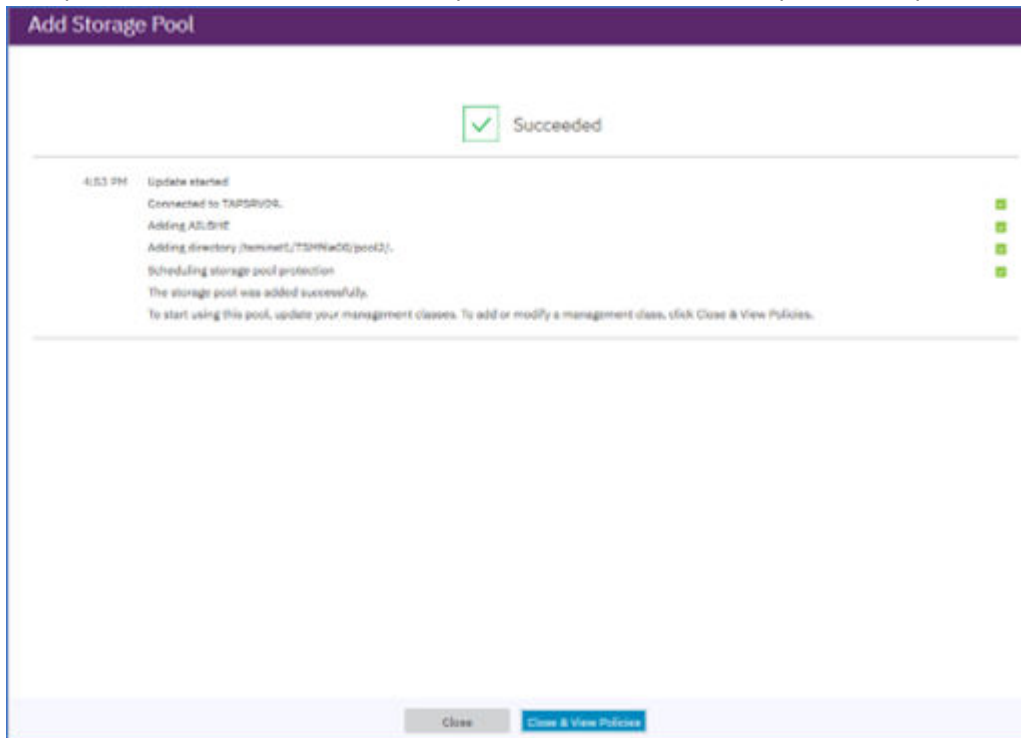 Add Storage Pool
Succeeded
4:53 PM Update started
Connected to TAPSRV04.
Adding
Adding directory
Scheduling storage pool protection
The storage pool was added successfully.
To start using this pool, update your management classes. To add or modify a management class, click Close & View Policies.
Close Close & View Policies